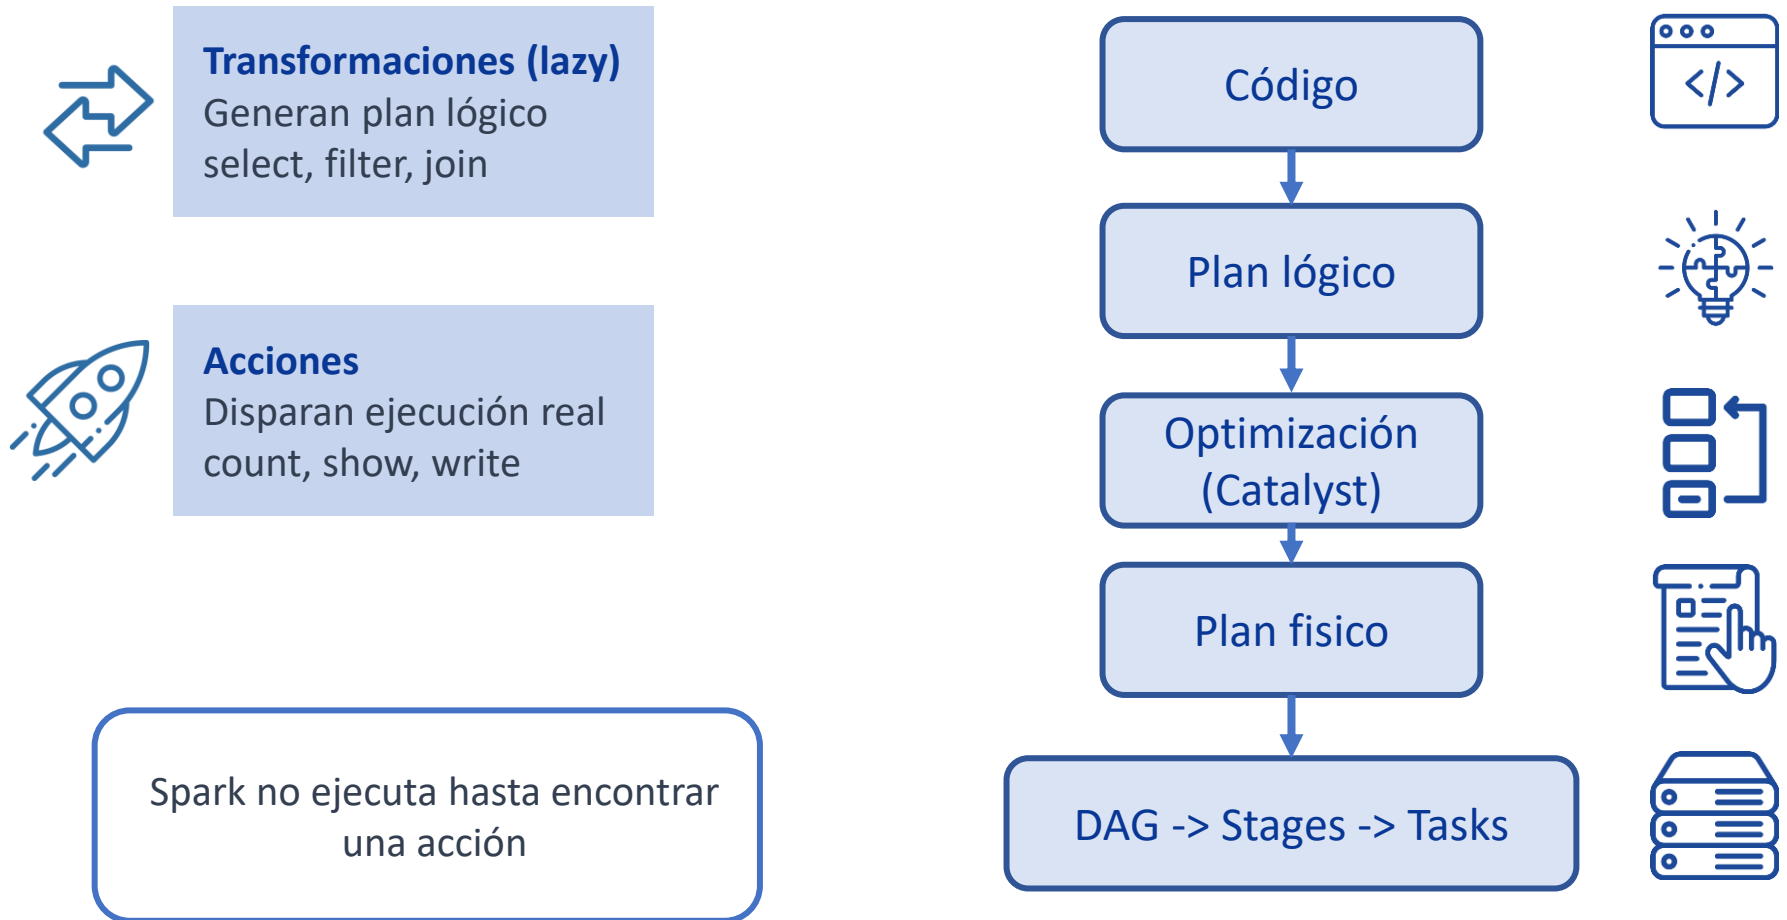 Transformaciones (lazy)
Generan plan lógico
select, filter, join
Acciones
Disparan ejecución real
count, show, write
Spark no ejecuta hasta encontrar
una acción
Código
</>
Plan lógico
Optimización
(Catalyst)
Plan fisico
DAG -> Stages -> Tasks